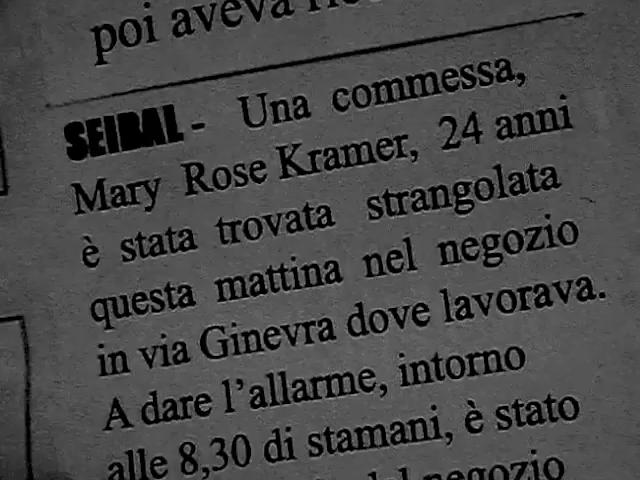 poi aveva
SEIBAL - Una commessa,
Mary Rose Kramer, 24 anni
è stata trovata strangolata
questa mattina nel negozio
in via Ginevra dove lavorava.
A dare l'allarme, intorno
alle 8,30 di stamani, è stato
negozio